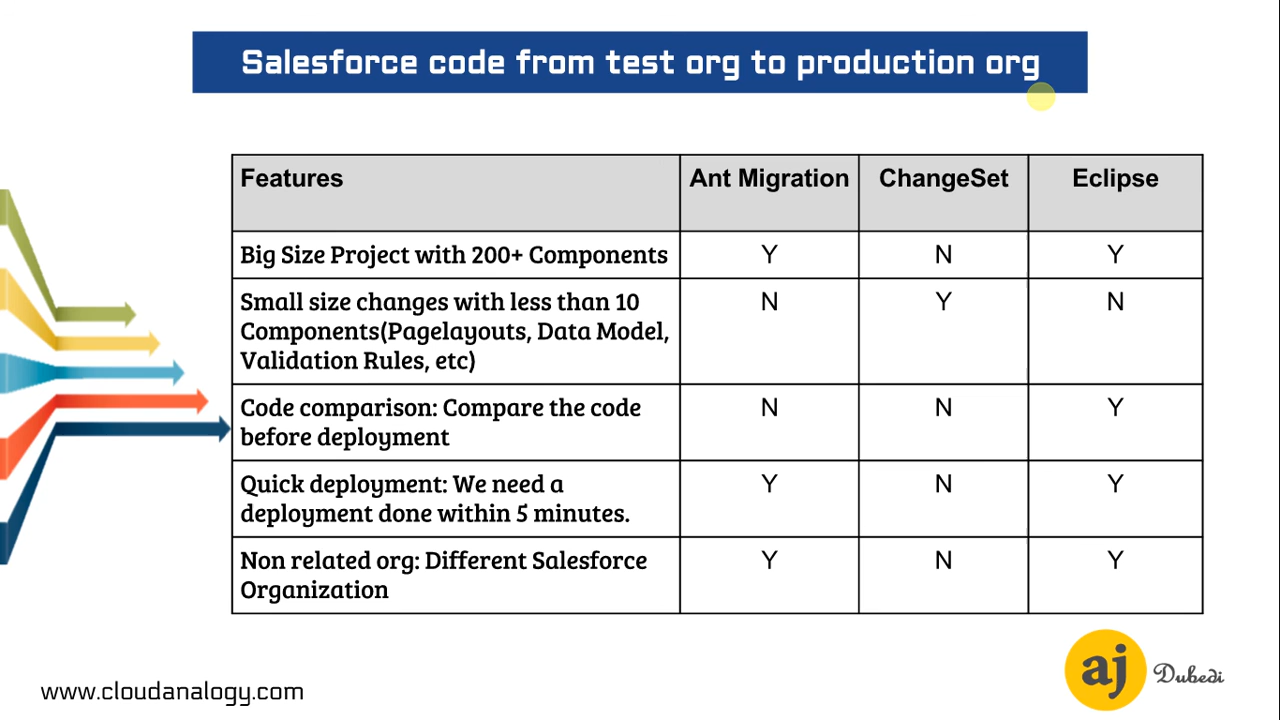 Salesforce code from test org to production org
Features Ant Migration ChangeSet Eclipse
Big Size Project with 200+ Components Y N Y
Small size changes with less than 10 N Y N
Components(Pagelayouts, Data Model,
Validation Rules, etc)
Code comparison: Compare the code N N Y
before deployment
Quick deployment: We need a Y N Y
deployment done within 5 minutes.
Non related org: Different Salesforce Y N Y
Organization
www.cloudanalogy.com
aj Dubedi